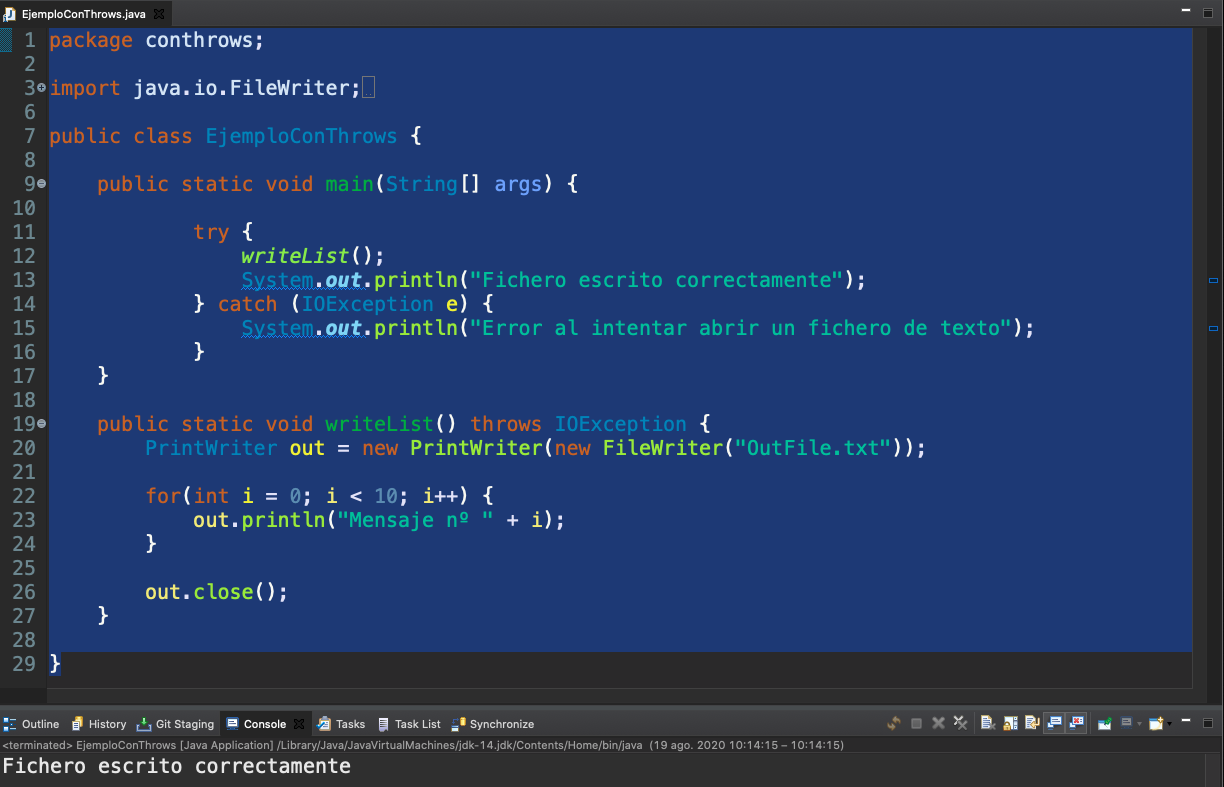 EjemploConThrows.java
1 package conthrows;
2
3 import java.io.FileWriter;
6
7 public class EjemploConThrows {
8
9 public static void main(String[] args) {
10
11 try {
12 writeList();
13 System.out.println("Fichero escrito correctamente");
14 } catch (IOException e) {
15 System.out.println("Error al intentar abrir un fichero de texto");
16 }
17 }
18
19 public static void writeList() throws IOException {
20 PrintWriter out = new PrintWriter(new FileWriter("OutFile.txt"));
21
22 for(int i = 0; i < 10; i++) {
23 out.println("Mensaje nº " + i);
24 }
25
26 out.close();
27 }
28
29 }
Outline History Git Staging Console Tasks Task List Synchronize
<terminated> EjemploConThrows [Java Application] /Library/Java/JavaVirtualMachines/jdk-14.jdk/Contents/Home/bin/java (19 ago. 2020 10:14:15 – 10:14:15)
Fichero escrito correctamente